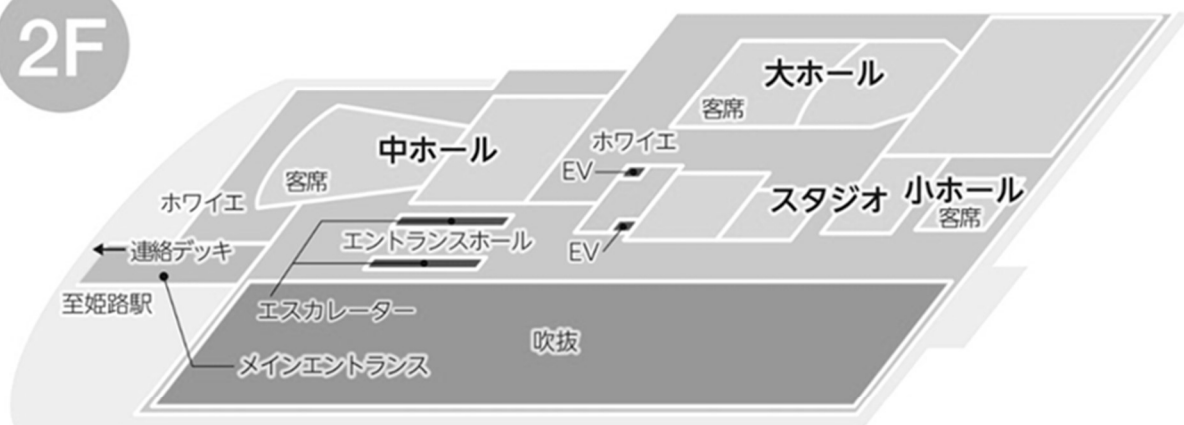 2F
大ホール
客席
中ホール
ホワイエ
EV
客席
スタジオ
小ホール
客席
ホワイエ
エントランスホール
EV
連絡デッキ
至姫路駅
エスカレーター
吹抜
メインエントランス